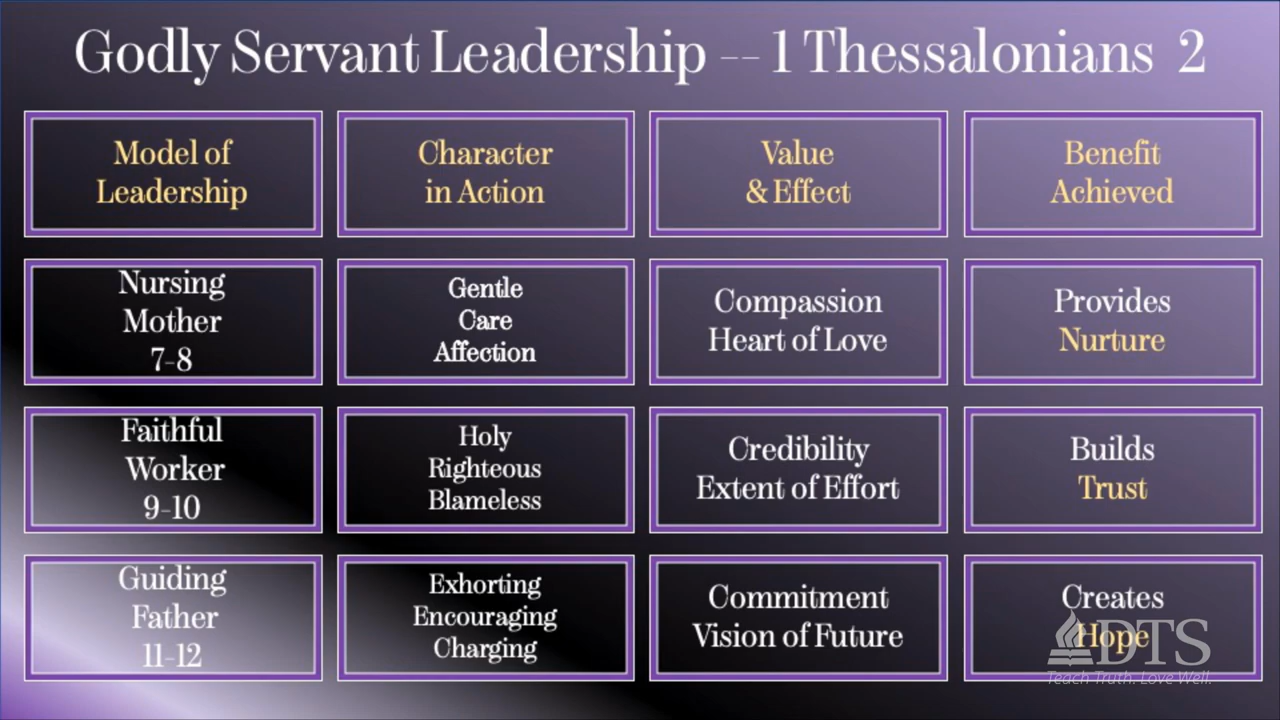 Godly Servant Leadership -- 1 Thessalonians 2
Model of
Leadership
Character
in Action
Value
& Effect
Benefit
Achieved
Nursing
Mother
7-8
Gentle
Care
Affection
Compassion
Heart of Love
Provides
Nurture
Faithful
Worker
9-10
Holy
Righteous
Blameless
Credibility
Extent of Effort
Builds
Trust
Guiding
Father
11-12
Exhorting
Encouraging
Charging
Commitment
Vision of Future
Creates
Hope
DTS
Teach Truth. Love Well.